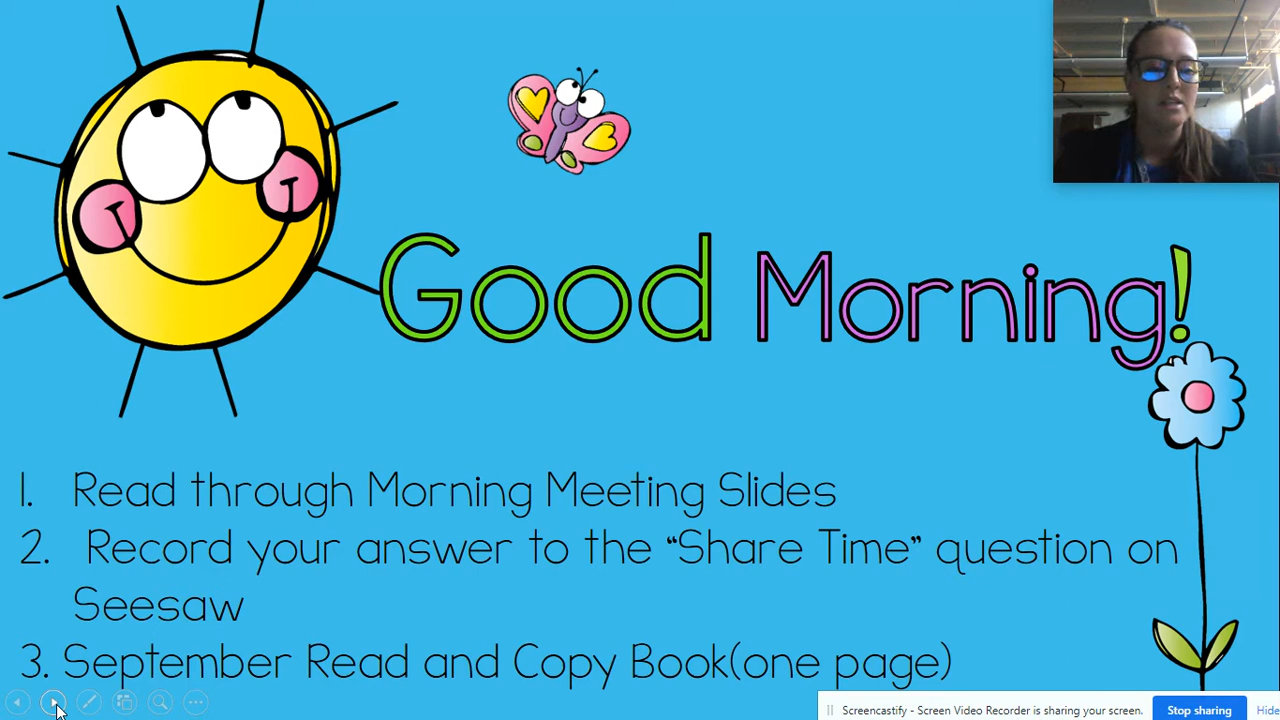 Good Morning!
1. Read through Morning Meeting Slides
2. Record your answer to the “Share Time” question on
Seesaw
3. September Read and Copy Book(one page)
Screencastify - Screen Video Recorder is sharing your screen.
Stop sharing
Hide